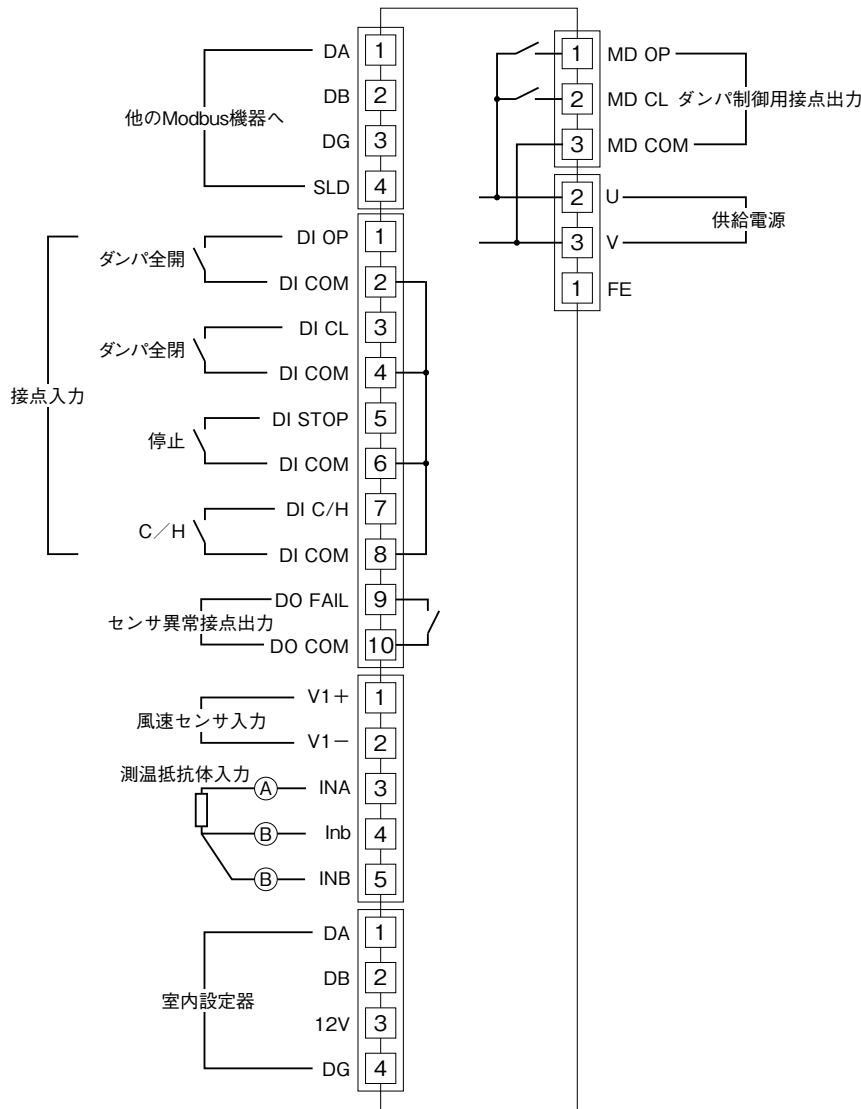 DA 1
DB 2
他のModbus機器へ
DG 3
SLD 4
DI OP 1
ダンパ全開
DI COM 2
DI CL 3
ダンパ全閉
DI COM 4
接点入力
DI STOP 5
停止
DI COM 6
DI C/H 7
C/H
DI COM 8
DO FAIL 9
センサ異常接点出力
DO COM 10
V1+ 1
風速センサ入力
V1− 2
測温抵抗体入力
A INA 3
B Inb 4
B INB 5
DA 1
DB 2
室内設定器
12V 3
DG 4
1 MD OP
2 MD CL ダンパ制御用接点出力
3 MD COM
2 U
供給電源
3 V
1 FE